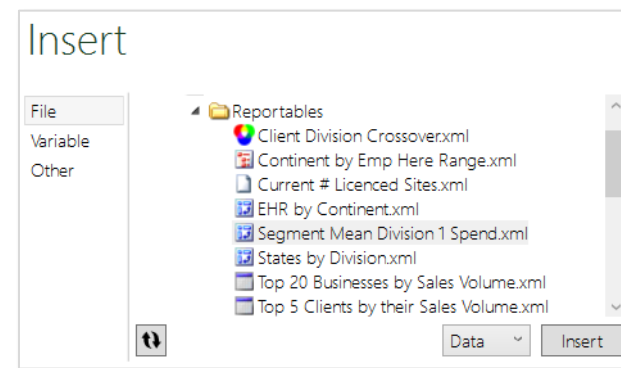 Insert
File
Variable
Other
Reportables
Client Division Crossover.xml
Continent by Emp Here Range.xml
Current # Licenced Sites.xml
EHR by Continent.xml
Segment Mean Division 1 Spend.xml
States by Division.xml
Top 20 Businesses by Sales Volume.xml
Top 5 Clients by their Sales Volume.xml
Data
Insert